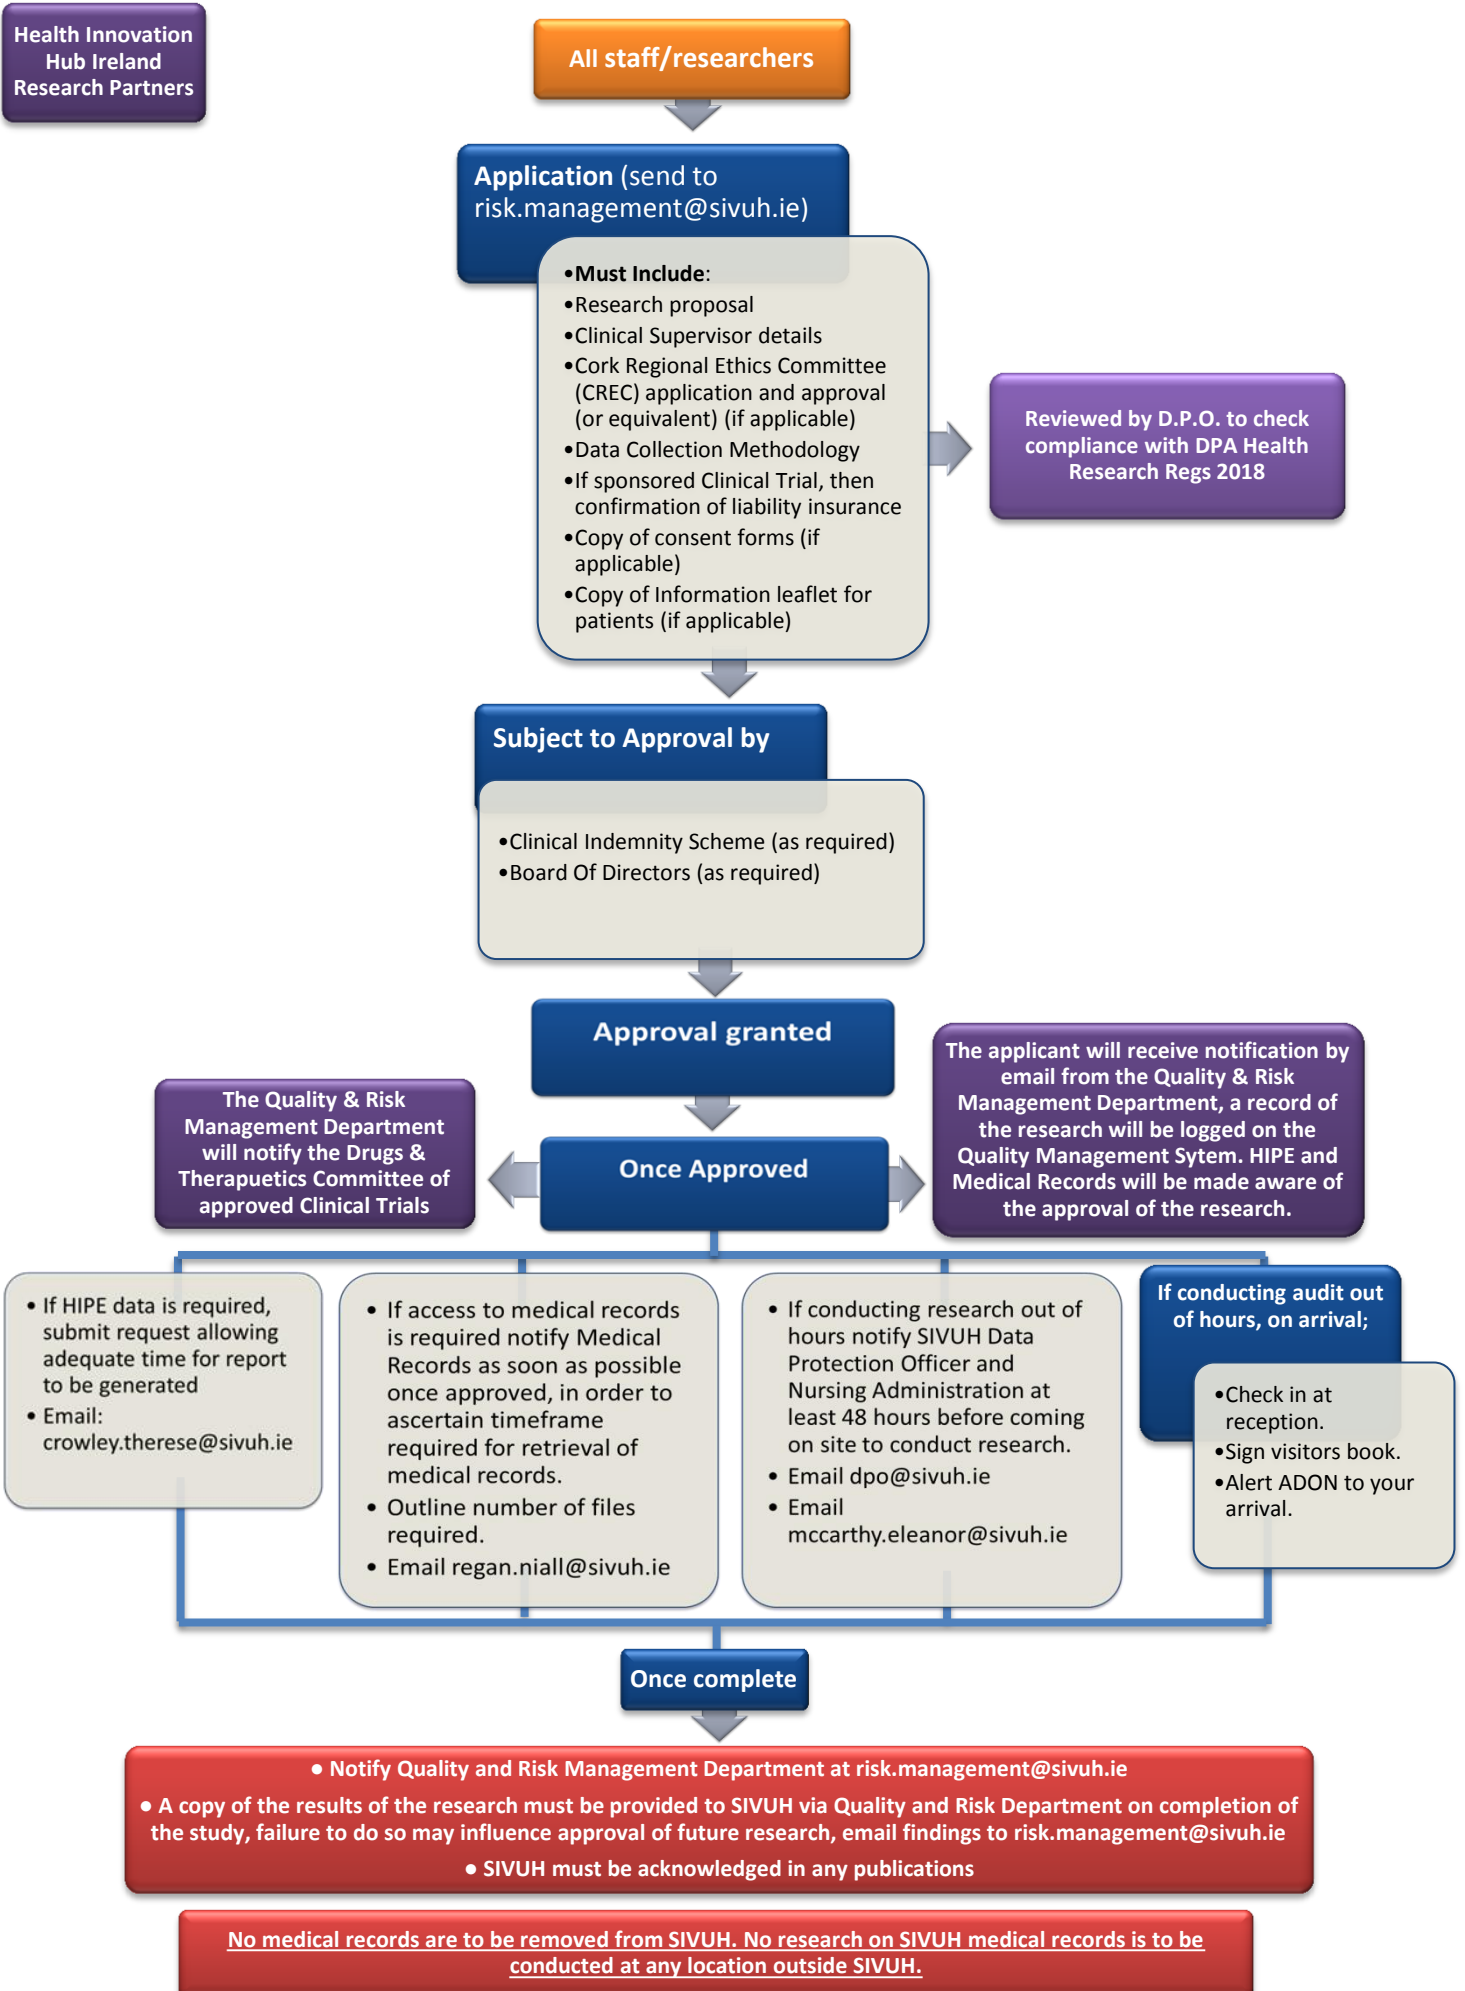 Health Innovation
Hub Ireland
Research Partners
All staff/researchers
Application (send to
risk.management@sivuh.ie)
•Must Include:
•Research proposal
•Clinical Supervisor details
•Cork Regional Ethics Committee
(CREC) application and approval
(or equivalent) (if applicable)
•Data Collection Methodology
•If sponsored Clinical Trial, then
confirmation of liability insurance
•Copy of consent forms (if
applicable)
•Copy of Information leaflet for
patients (if applicable)
Reviewed by D.P.O. to check
compliance with DPA Health
Research Regs 2018
Subject to Approval by
•Clinical Indemnity Scheme (as required)
•Board Of Directors (as required)
Approval granted
The Quality & Risk
Management Department
will notify the Drugs &
Therapuetics Committee of
approved Clinical Trials
Once Approved
The applicant will receive notification by
email from the Quality & Risk
Management Department, a record of
the research will be logged on the
Quality Management Sytem. HIPE and
Medical Records will be made aware of
the approval of the research.
• If HIPE data is required,
submit request allowing
adequate time for report
to be generated
• Email:
crowley.therese@sivuh.ie
• If access to medical records
is required notify Medical
Records as soon as possible
once approved, in order to
ascertain timeframe
required for retrieval of
medical records.
• Outline number of files
required.
• Email regan.niall@sivuh.ie
• If conducting research out of
hours notify SIVUH Data
Protection Officer and
Nursing Administration at
least 48 hours before coming
on site to conduct research.
• Email dpo@sivuh.ie
• Email
mccarthy.eleanor@sivuh.ie
If conducting audit out
of hours, on arrival;
•Check in at
reception.
•Sign visitors book.
•Alert ADON to your
arrival.
Once complete
● Notify Quality and Risk Management Department at risk.management@sivuh.ie
● A copy of the results of the research must be provided to SIVUH via Quality and Risk Department on completion of
the study, failure to do so may influence approval of future research, email findings to risk.management@sivuh.ie
● SIVUH must be acknowledged in any publications
No medical records are to be removed from SIVUH. No research on SIVUH medical records is to be
conducted at any location outside SIVUH.